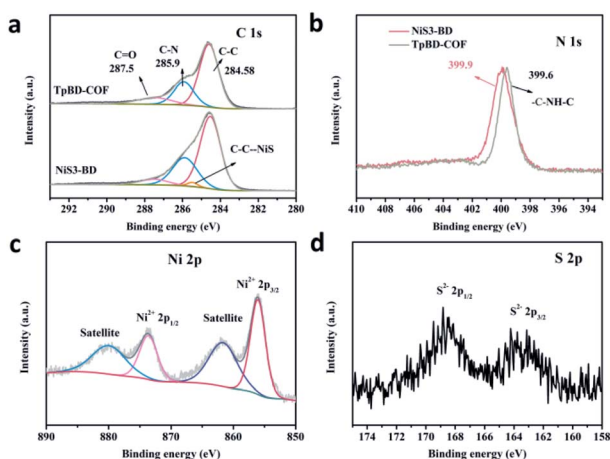 a
C 1s
C=O
287.5
C-N
285.9
C-C
284.58
TpBD-COF
C-C--NiS
NiS3-BD
Intensity (a.u.)
292 290 288 286 284 282 280
Binding energy (eV)
b
N 1s
NiS3-BD
TpBD-COF
399.9
399.6
-C-NH-C
Intensity (a.u.)
410 408 406 404 402 400 398 396 394
Binding energy (eV)
c
Ni 2p
Ni²⁺ 2p₃/₂
Ni²⁺ 2p₁/₂
Satellite
Satellite
Intensity (a.u.)
890 880 870 860 850
Binding energy (eV)
d
S 2p
S²⁻ 2p₁/₂
S²⁻ 2p₃/₂
Intensity (a.u.)
174 172 170 168 166 164 162 160 158
Binding energy (eV)